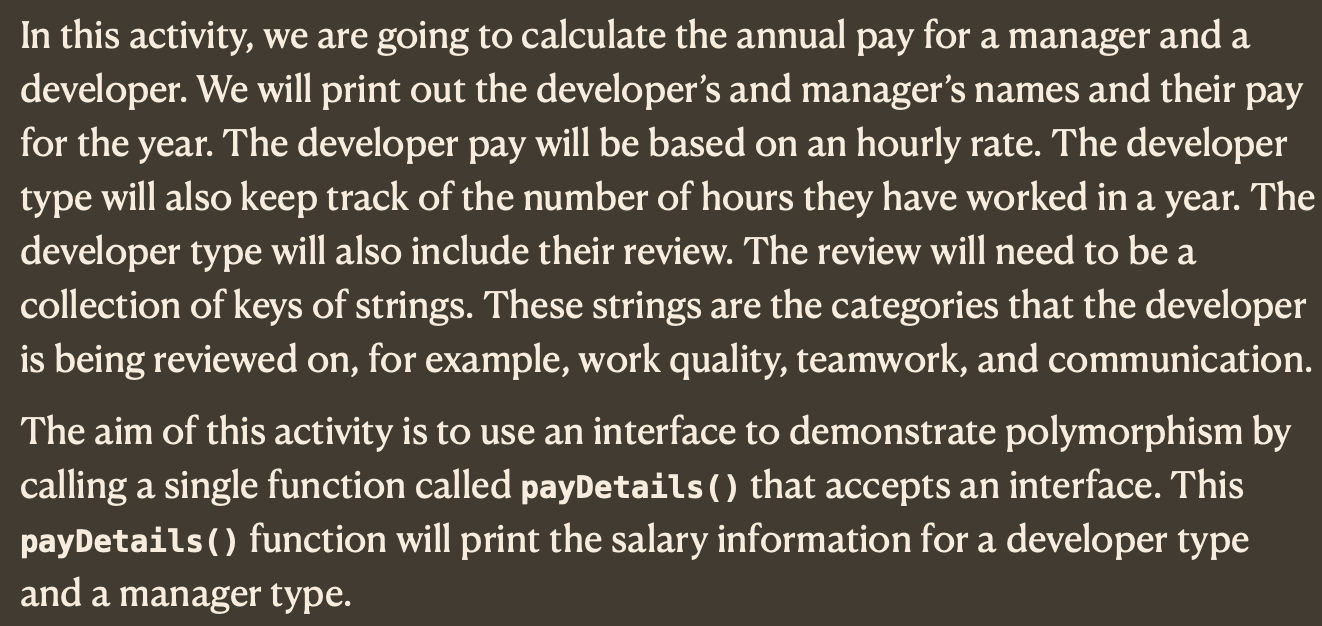 In this activity, we are going to calculate the annual pay for a manager and a
developer. We will print out the developer’s and manager’s names and their pay
for the year. The developer pay will be based on an hourly rate. The developer
type will also keep track of the number of hours they have worked in a year. The
developer type will also include their review. The review will need to be a
collection of keys of strings. These strings are the categories that the developer
is being reviewed on, for example, work quality, teamwork, and communication.
The aim of this activity is to use an interface to demonstrate polymorphism by
calling a single function called payDetails() that accepts an interface. This
payDetails() function will print the salary information for a developer type
and a manager type.